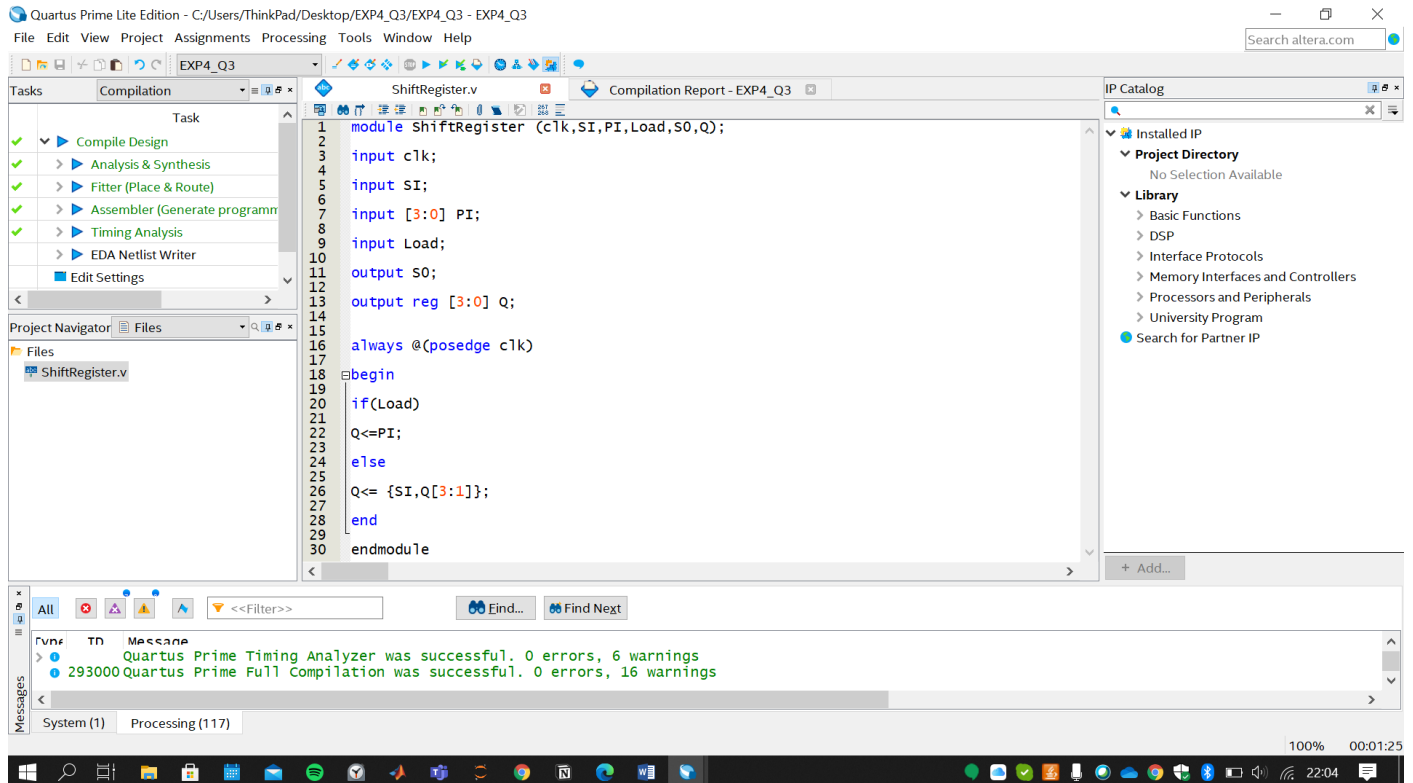 Quartus Prime Lite Edition - C:/Users/ThinkPad/Desktop/EXP4_Q3/EXP4_Q3 - EXP4_Q3
File Edit View Project Assignments Processing Tools Window Help
Search altera.com
EXP4_Q3
Tasks Compilation
Task
Compile Design
Analysis & Synthesis
Fitter (Place & Route)
Assembler (Generate programm
Timing Analysis
EDA Netlist Writer
Edit Settings
Project Navigator Files
Files
ShiftRegister.v
ShiftRegister.v
Compilation Report - EXP4_Q3
267
268
1 module ShiftRegister (clk,SI,PI,Load,SO,Q);
2
3 input clk;
4
5 input SI;
6
7 input [3:0] PI;
8
9 input Load;
10
11 output SO;
12
13 output reg [3:0] Q;
14
15
16 always @(posedge clk)
17
18 begin
19
20 if(Load)
21
22 Q<=PI;
23
24 else
25
26 Q<= {SI,Q[3:1]};
27
28 end
29
30 endmodule
IP Catalog
Installed IP
Project Directory
No Selection Available
Library
Basic Functions
DSP
Interface Protocols
Memory Interfaces and Controllers
Processors and Peripherals
University Program
Search for Partner IP
+ Add...
All <<Filter>> Find... Find Next
Type ID Message
Quartus Prime Timing Analyzer was successful. 0 errors, 6 warnings
293000 Quartus Prime Full Compilation was successful. 0 errors, 16 warnings
Messages
System (1) Processing (117)
100% 00:01:25
22:04